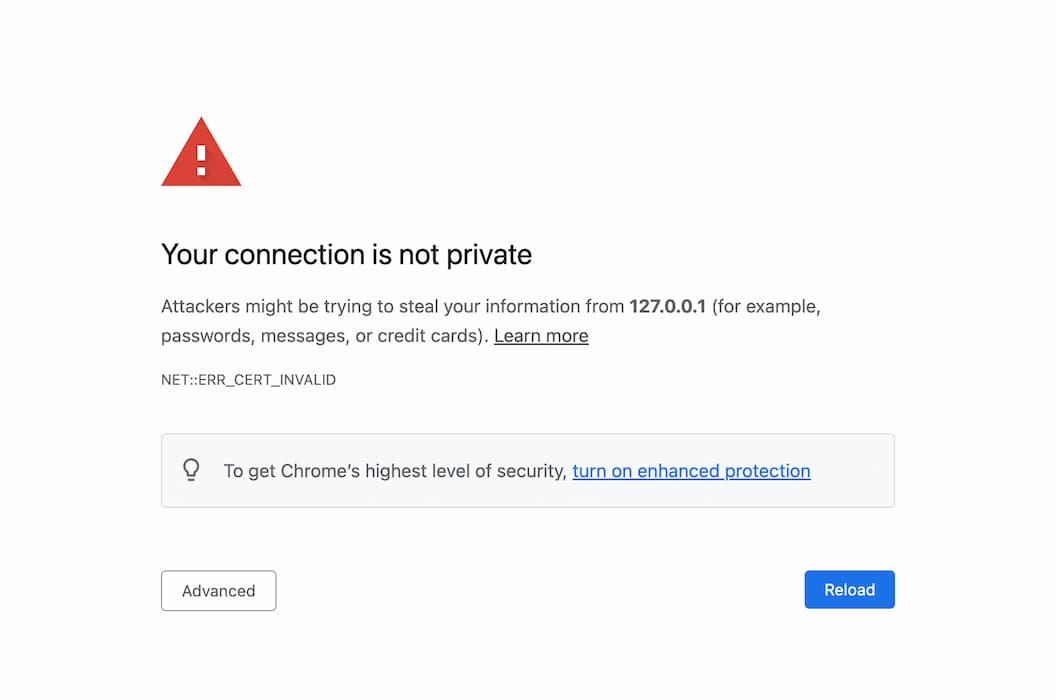 Your connection is not private
Attackers might be trying to steal your information from 127.0.0.1 (for example,
passwords, messages, or credit cards). Learn more
NET::ERR_CERT_INVALID
To get Chrome’s highest level of security, turn on enhanced protection
Advanced
Reload